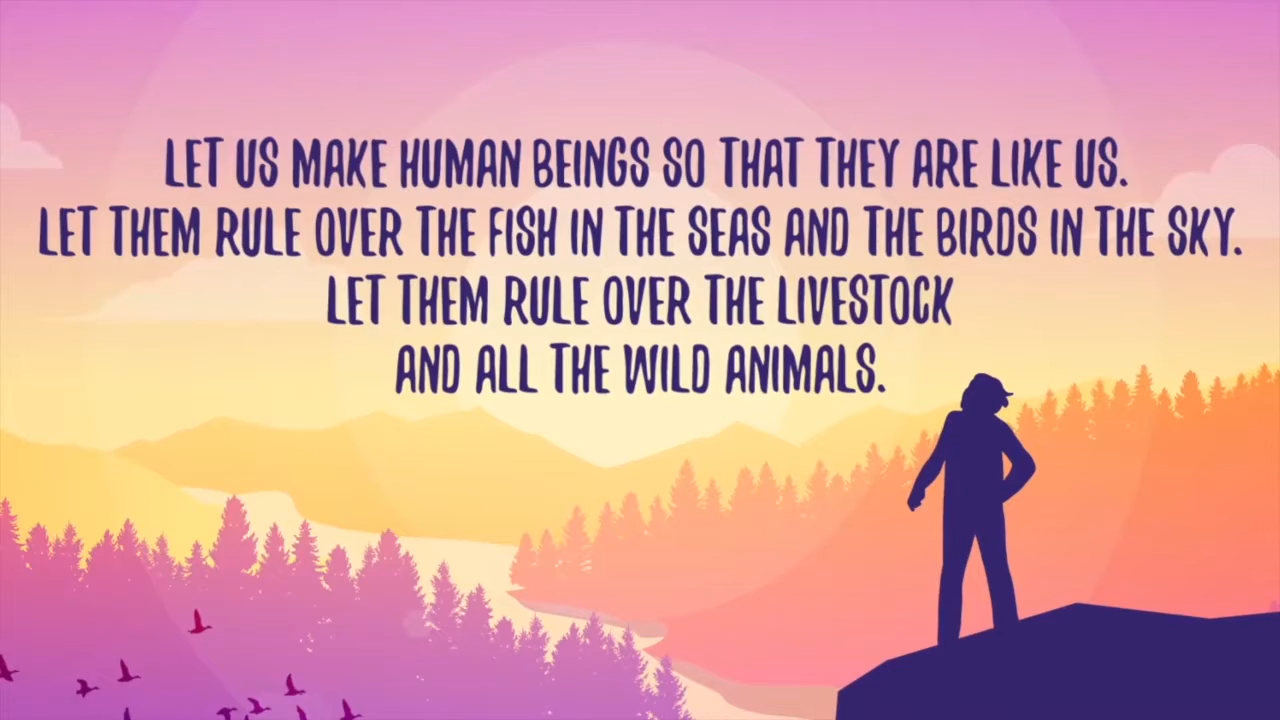 LET US MAKE HUMAN BEINGS SO THAT THEY ARE LIKE US.
LET THEM RULE OVER THE FISH IN THE SEAS AND THE BIRDS IN THE SKY.
LET THEM RULE OVER THE LIVESTOCK
AND ALL THE WILD ANIMALS.